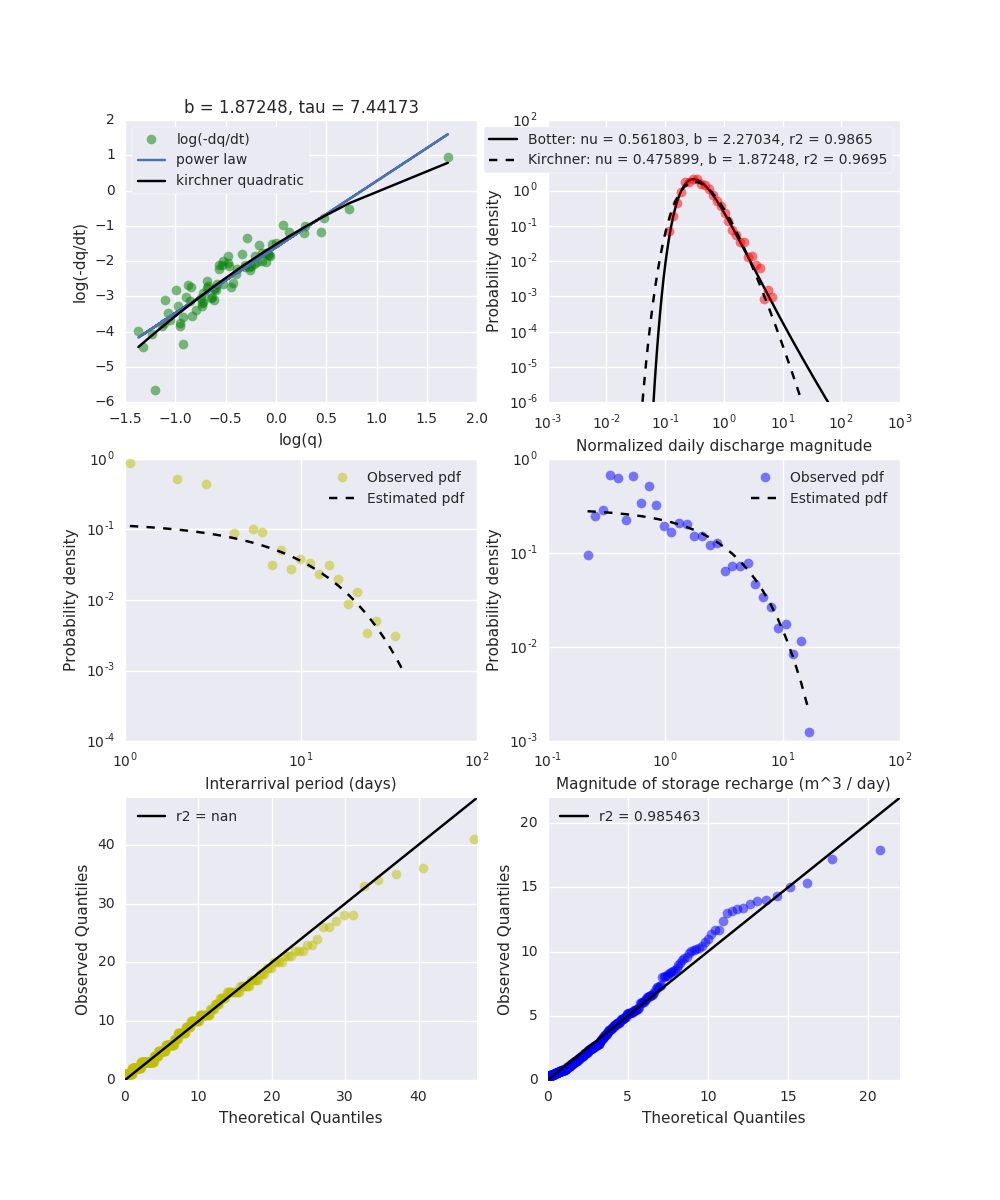 b = 1.87248, tau = 7.44173
log(-dq/dt)
power law
kirchner quadratic
2
1
0
−1
−2
−3
−4
−5
−6
log(-dq/dt)
−1.5
−1.0
−0.5
0.0
0.5
1.0
1.5
2.0
log(q)
Botter: nu = 0.561803, b = 2.27034, r2 = 0.9865
Kirchner: nu = 0.475899, b = 1.87248, r2 = 0.9695
10^2
10^0
10^-1
10^-2
10^-3
10^-4
10^-5
10^-6
Probability density
10^-3
10^-2
10^-1
10^0
10^1
10^2
10^3
Normalized daily discharge magnitude
Observed pdf
Estimated pdf
10^0
10^-1
10^-2
10^-3
10^-4
Probability density
10^0
10^1
10^2
Interarrival period (days)
Observed pdf
Estimated pdf
10^0
10^-1
10^-2
10^-3
Probability density
10^-1
10^0
10^1
10^2
Magnitude of storage recharge (m^3 / day)
r2 = nan
40
30
20
10
0
Observed Quantiles
0
10
20
30
40
Theoretical Quantiles
r2 = 0.985463
20
15
10
5
0
Observed Quantiles
0
5
10
15
20
Theoretical Quantiles